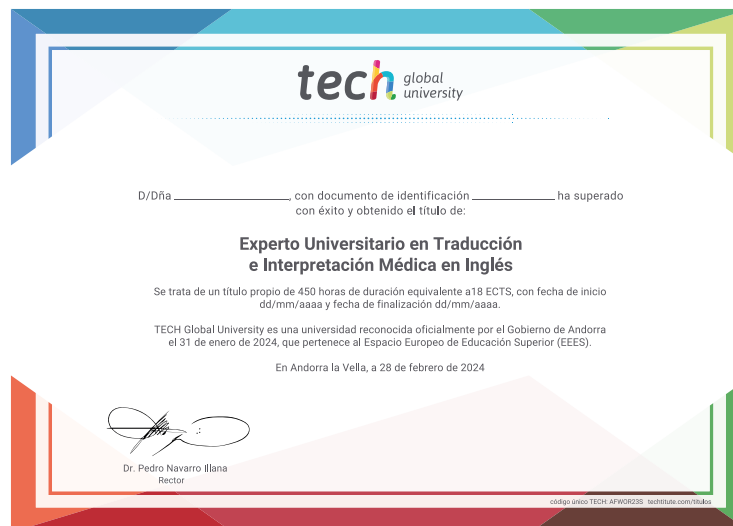 tech global university
D/Dña ____________________, con documento de identificación ______________ ha superado
con éxito y obtenido el título de:
Experto Universitario en Traducción
e Interpretación Médica en Inglés
Se trata de un título propio de 450 horas de duración equivalente a18 ECTS, con fecha de inicio
dd/mm/aaaa y fecha de finalización dd/mm/aaaa.
TECH Global University es una universidad reconocida oficialmente por el Gobierno de Andorra
el 31 de enero de 2024, que pertenece al Espacio Europeo de Educación Superior (EEES).
En Andorra la Vella, a 28 de febrero de 2024
Dr. Pedro Navarro Illana
Rector
código único TECH: AFWOR23S techtitute.com/titulos